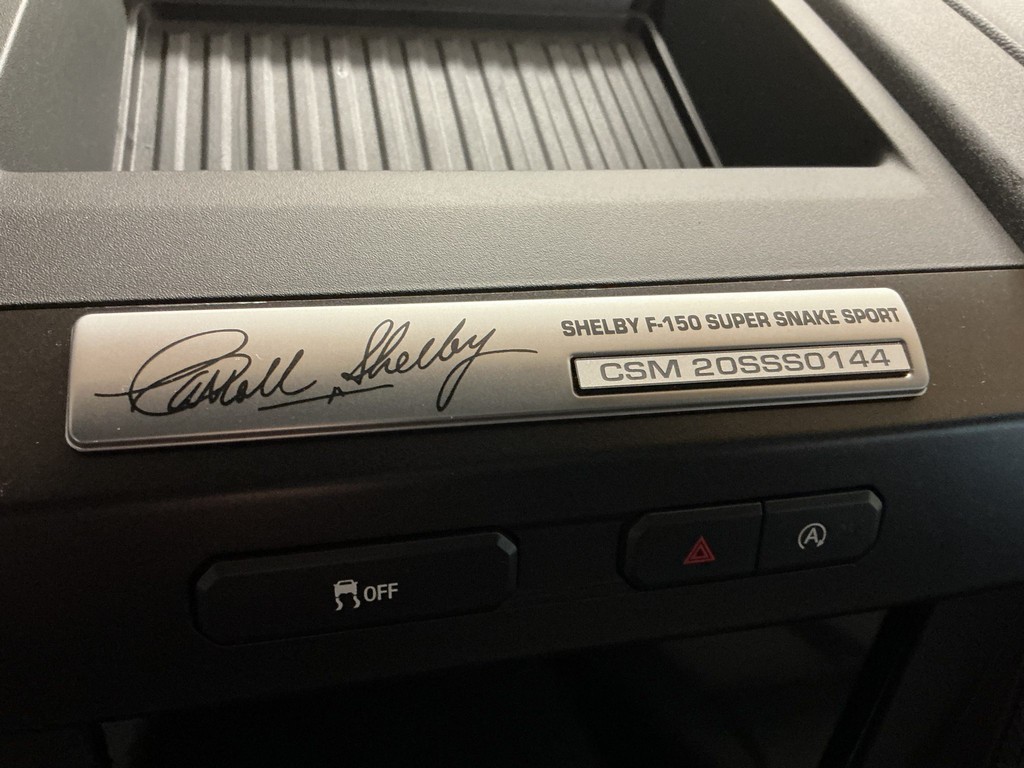 Carroll Shelby
SHELBY F-150 SUPER SNAKE SPORT
CSM 20SSS0144
OFF
A